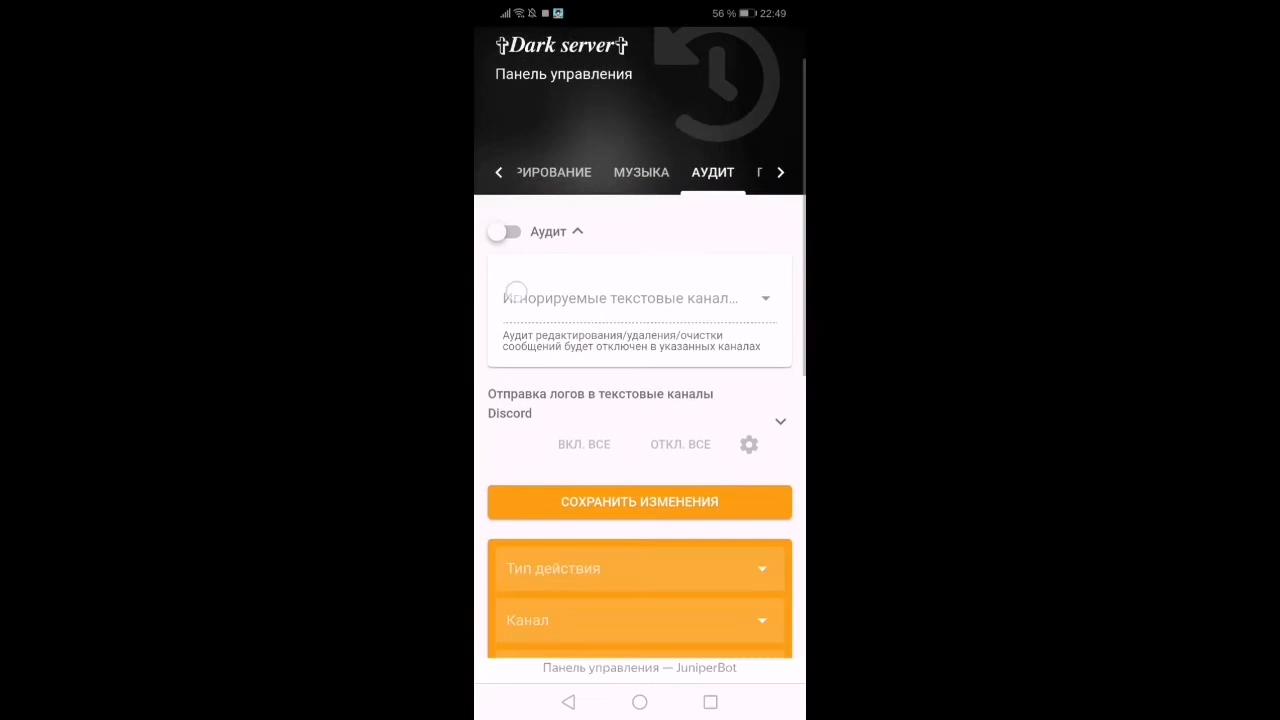 56 % 22:49
✞Dark server✞
Панель управления
РИРОВАНИЕ МУЗЫКА АУДИТ
Аудит
Игнорируемые текстовые канал...
Аудит редактирования/удаления/очистки
сообщений будет отключен в указанных каналах
Отправка логов в текстовые каналы
Discord
ВКЛ. ВСЕ ОТКЛ. ВСЕ
СОХРАНИТЬ ИЗМЕНЕНИЯ
Тип действия
Канал
Панель управления — JuniperBot